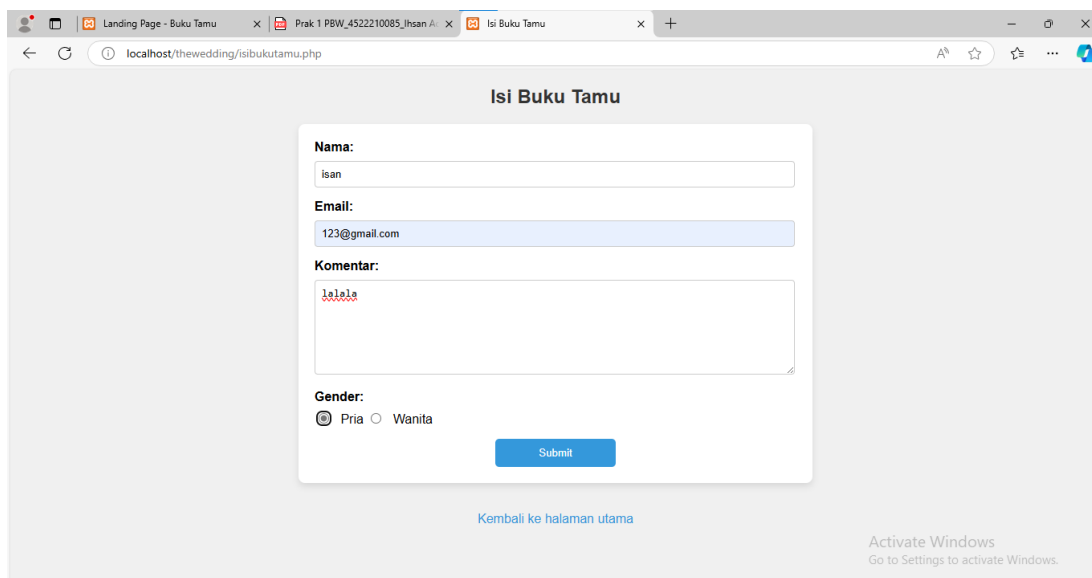 Landing Page - Buku Tamu
Prak 1 PBW_4522210085_Ihsan A
Isi Buku Tamu
localhost/thewedding/isibukutamu.php
Isi Buku Tamu
Nama:
isan
Email:
123@gmail.com
Komentar:
lalala
Gender:
Pria Wanita
Submit
Kembali ke halaman utama
Activate Windows
Go to Settings to activate Windows.